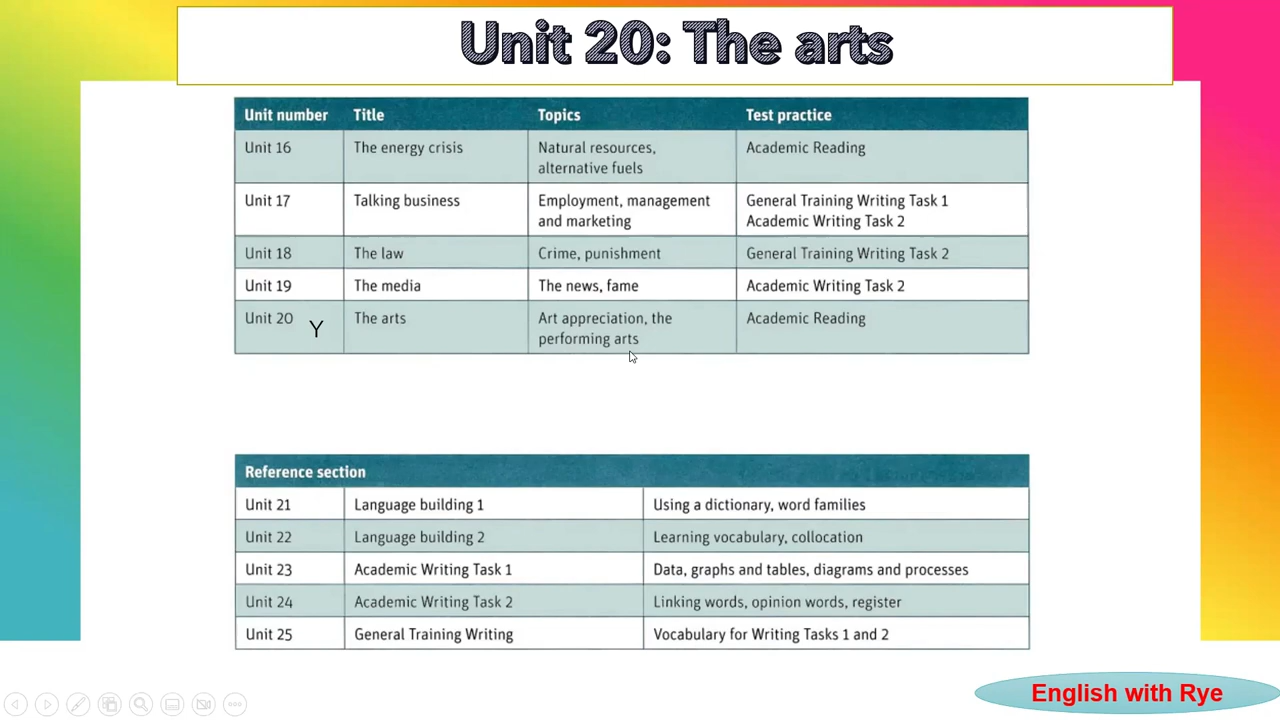 Unit 20: The arts
Unit number Title Topics Test practice
Unit 16 The energy crisis Natural resources, Academic Reading
alternative fuels
Unit 17 Talking business Employment, management General Training Writing Task 1
and marketing Academic Writing Task 2
Unit 18 The law Crime, punishment General Training Writing Task 2
Unit 19 The media The news, fame Academic Writing Task 2
Unit 20 Y The arts Art appreciation, the Academic Reading
performing arts
Reference section
Unit 21 Language building 1 Using a dictionary, word families
Unit 22 Language building 2 Learning vocabulary, collocation
Unit 23 Academic Writing Task 1 Data, graphs and tables, diagrams and processes
Unit 24 Academic Writing Task 2 Linking words, opinion words, register
Unit 25 General Training Writing Vocabulary for Writing Tasks 1 and 2
English with Rye